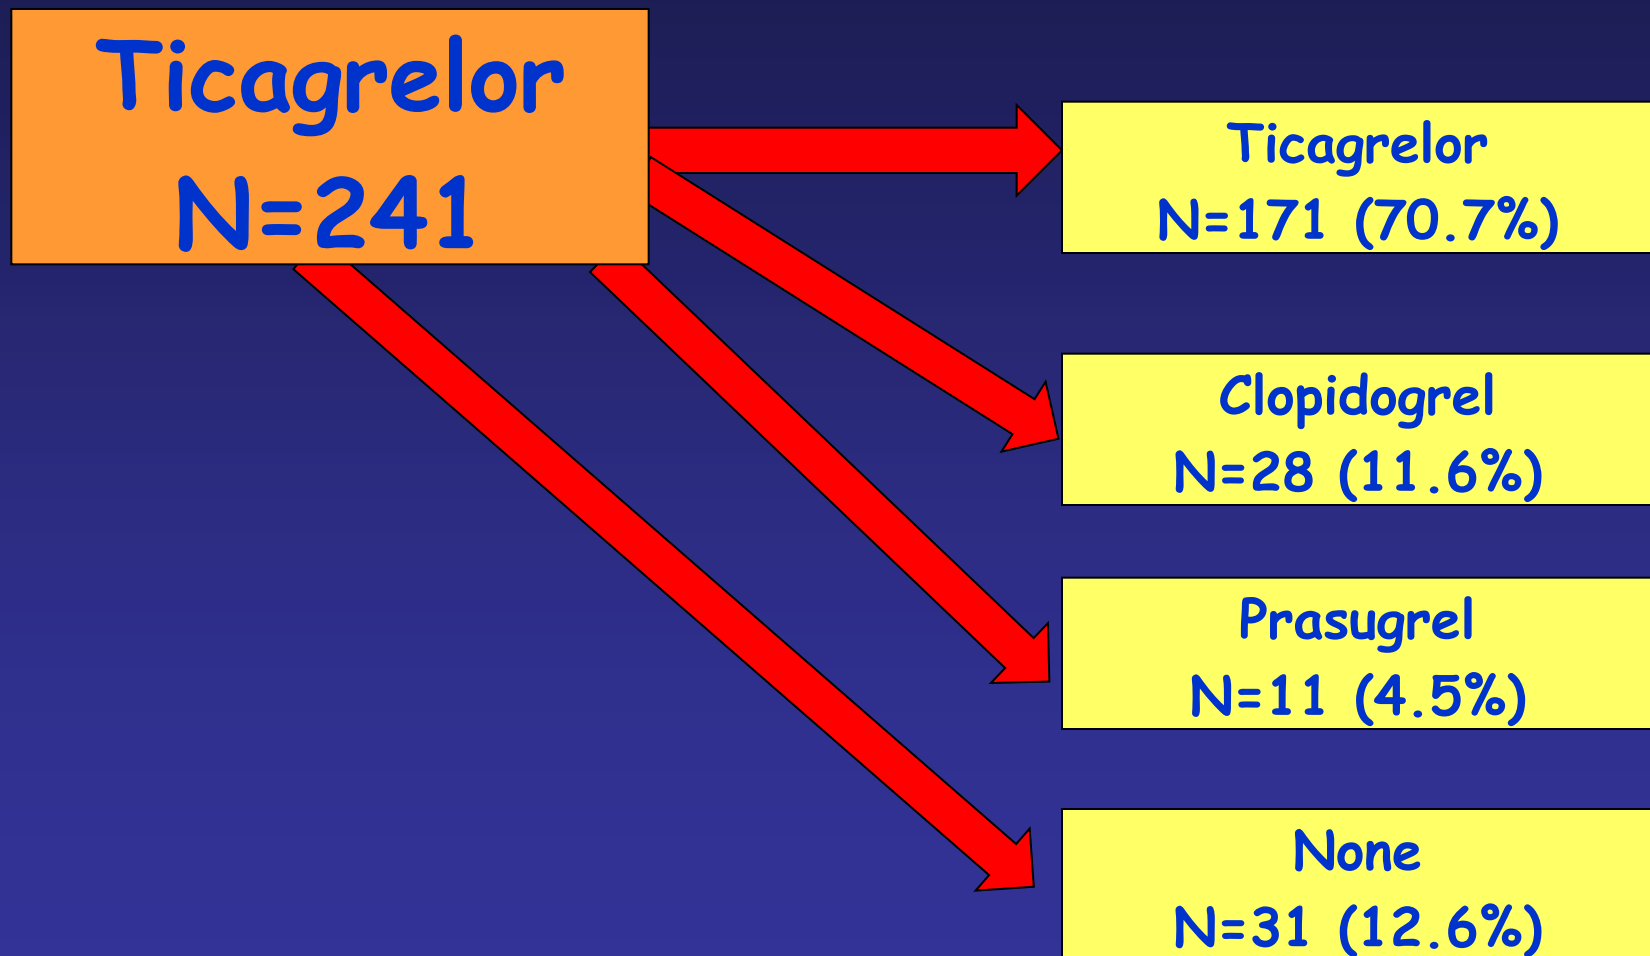 Ticagrelor
N=241
Ticagrelor
N=171 (70.7%)
Clopidogrel
N=28 (11.6%)
Prasugrel
N=11 (4.5%)
None
N=31 (12.6%)